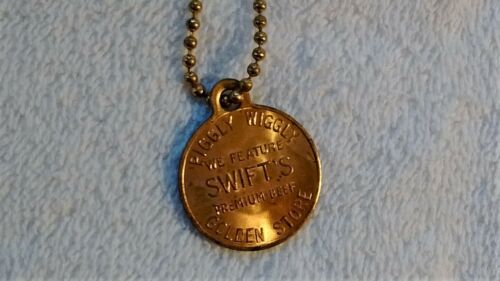 PIGGLY WIGGLY
WE FEATURE
SWIFT'S
PREMIUM BEEF
GOLDEN STORE